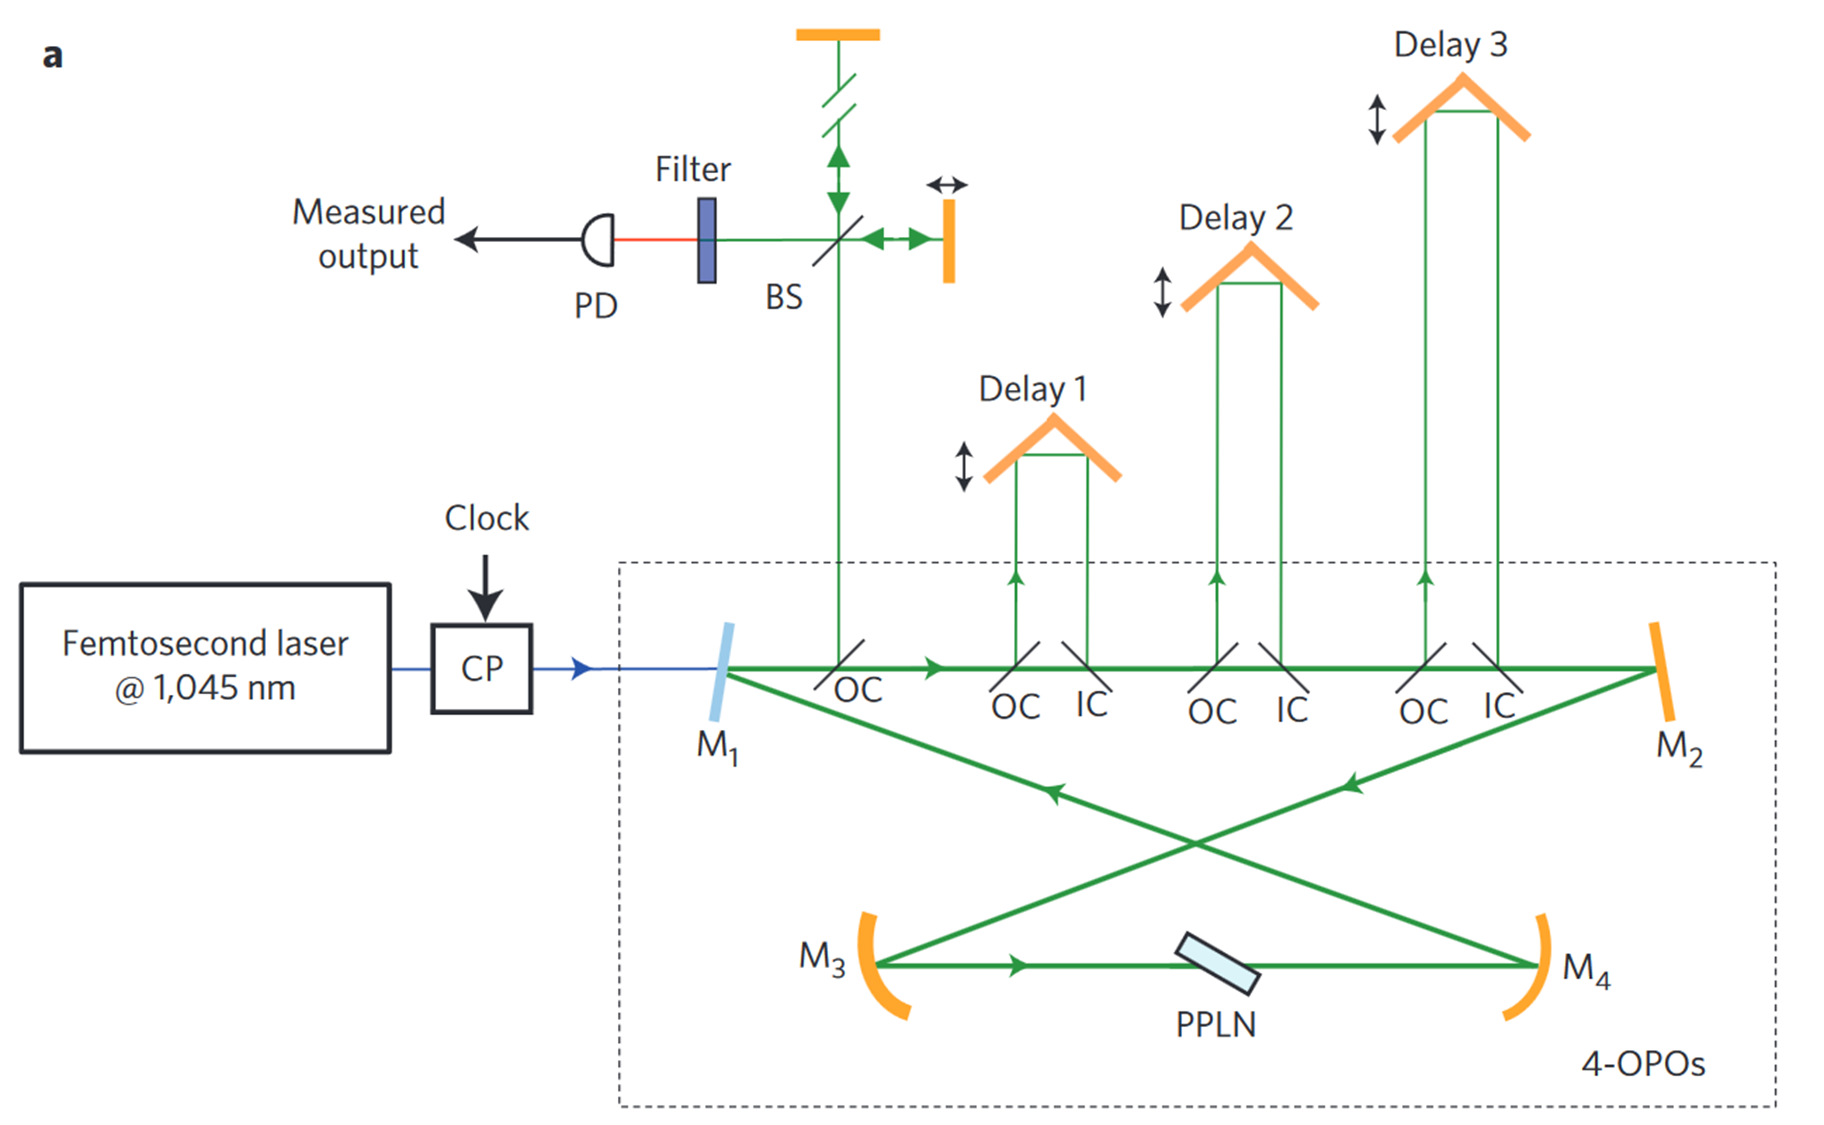 a
Delay 3
Filter
Delay 2
Measured
output
BS
PD
Delay 1
Clock
Femtosecond laser
@ 1,045 nm
CP
OC
OC
IC
OC
IC
OC
IC
M1
M2
M3
M4
PPLN
4-OPOs